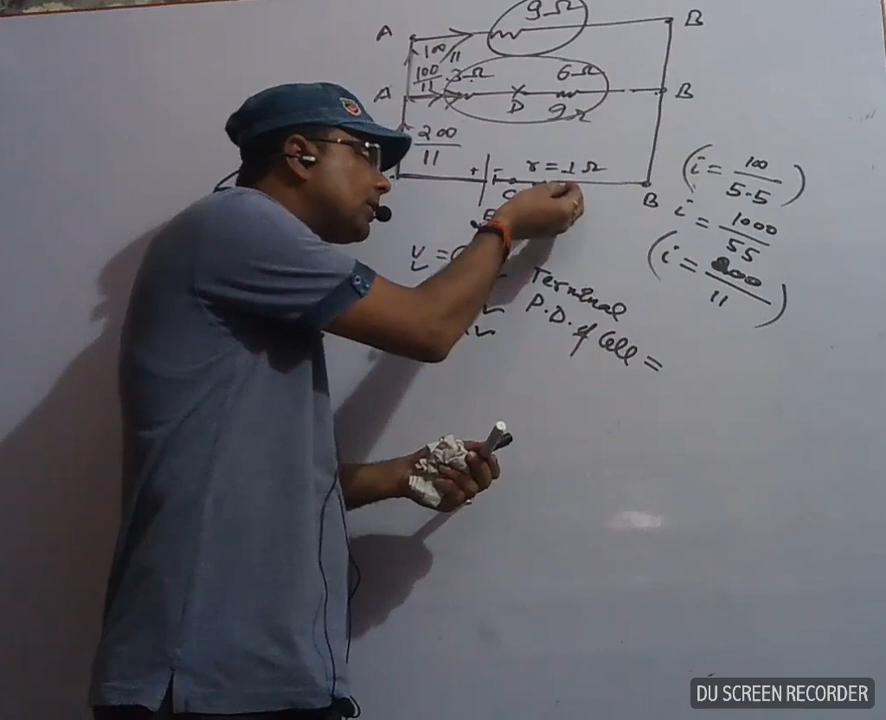 9Ω
A
B
100
11
100
11
3Ω
6Ω
A
D
B
9Ω
200
11
+
-
r = 1Ω
C
B
E
(i = 100
5.5)
i = 1000
55
(i = 200
11)
V =
L
Terminal
P.D. of Cell =
DU SCREEN RECORDER